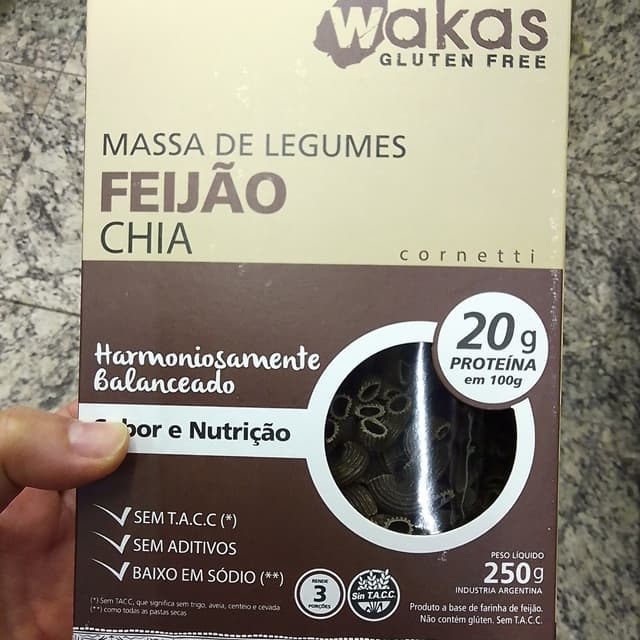 wakas
GLUTEN FREE
MASSA DE LEGUMES
FEIJÃO
CHIA
cornetti
20 g
PROTEÍNA
em 100g
Harmoniosamente
Balanceado
e Nutrição
SEM T.A.C.C (*)
SEM ADITIVOS
BAIXO EM SÓDIO (**)
(*) Sem TACC, que significa sem trigo, aveia, centeio e cevada
(**) como todas as pastas secas
RENDE
3
PORÇÕES
Sin T.A.C.C.
PESO LÍQUIDO
250g
INDUSTRIA ARGENTINA
Produto a base de farinha de feijão.
Não contém glúten. Sem T.A.C.C.